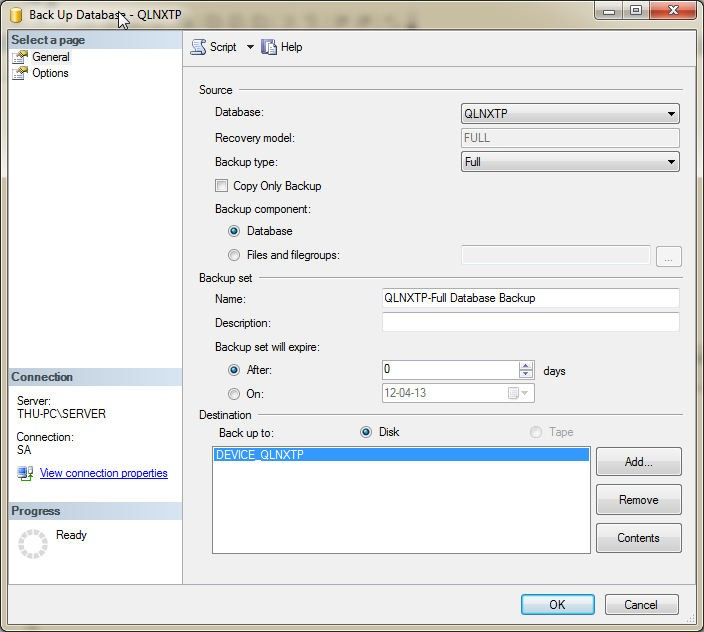 Back Up Database - QLNXTP
Select a page
General
Options
Script
Help
Source
Database:
QLNXTP
Recovery model:
FULL
Backup type:
Full
Copy Only Backup
Backup component:
Database
Files and filegroups:
...
Backup set
Name:
QLNXTP-Full Database Backup
Description:
Backup set will expire:
After:
0
days
On:
12-04-13
Destination
Back up to:
Disk
Tape
DEVICE_QLNXTP
Add...
Remove
Contents
Connection
Server:
THU-PC\SERVER
Connection:
SA
View connection properties
Progress
Ready
OK
Cancel